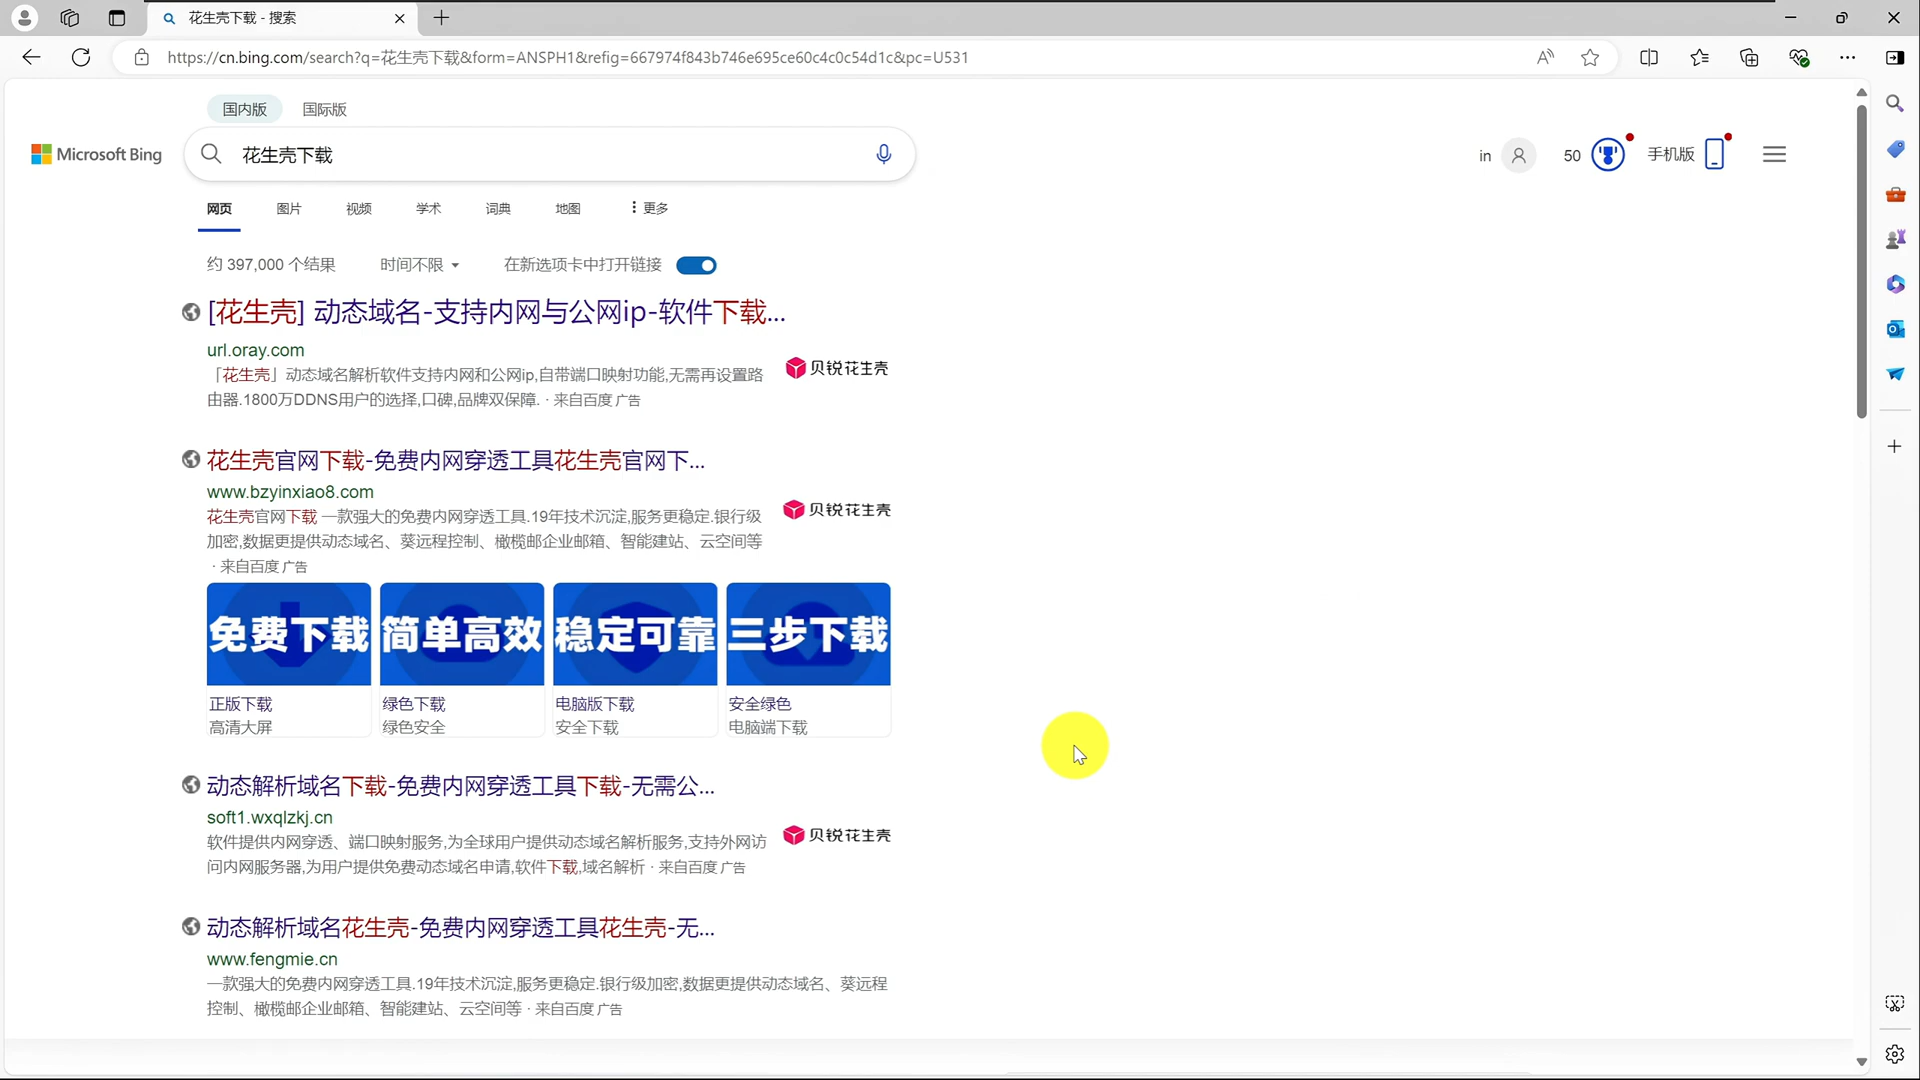 花生壳下载 - 搜索
https://cn.bing.com/search?q=花生壳下载&form=ANSPH1&refig=667974f843b746e695ce60c4c0c54d1c&pc=U531
国内版 国际版
Microsoft Bing
花生壳下载
in
50
手机版
网页 图片 视频 学术 词典 地图 更多
约 397,000 个结果 时间不限 在新选项卡中打开链接
[花生壳] 动态域名-支持内网与公网ip-软件下载...
url.oray.com
「花生壳」动态域名解析软件支持内网和公网ip,自带端口映射功能,无需再设置路
由器.1800万DDNS用户的选择,口碑,品牌双保障. · 来自百度 广告
贝锐花生壳
花生壳官网下载-免费内网穿透工具花生壳官网下...
www.bzyinxiao8.com
花生壳官网下载 一款强大的免费内网穿透工具.19年技术沉淀,服务更稳定.银行级
加密,数据更提供动态域名、葵远程控制、橄榄邮企业邮箱、智能建站、云空间等
· 来自百度 广告
贝锐花生壳
免费下载 简单高效 稳定可靠 三步下载
正版下载 绿色下载 电脑版下载 安全绿色
高清大屏 绿色安全 安全下载 电脑端下载
动态解析域名下载-免费内网穿透工具下载-无需公...
soft1.wxqlzkj.cn
软件提供内网穿透、端口映射服务,为全球用户提供动态域名解析服务,支持外网访
问内网服务器,为用户提供免费动态域名申请,软件下载,域名解析 · 来自百度 广告
贝锐花生壳
动态解析域名花生壳-免费内网穿透工具花生壳-无...
www.fengmie.cn
一款强大的免费内网穿透工具.19年技术沉淀,服务更稳定.银行级加密,数据更提供动态域名、葵远程
控制、橄榄邮企业邮箱、智能建站、云空间等 · 来自百度 广告